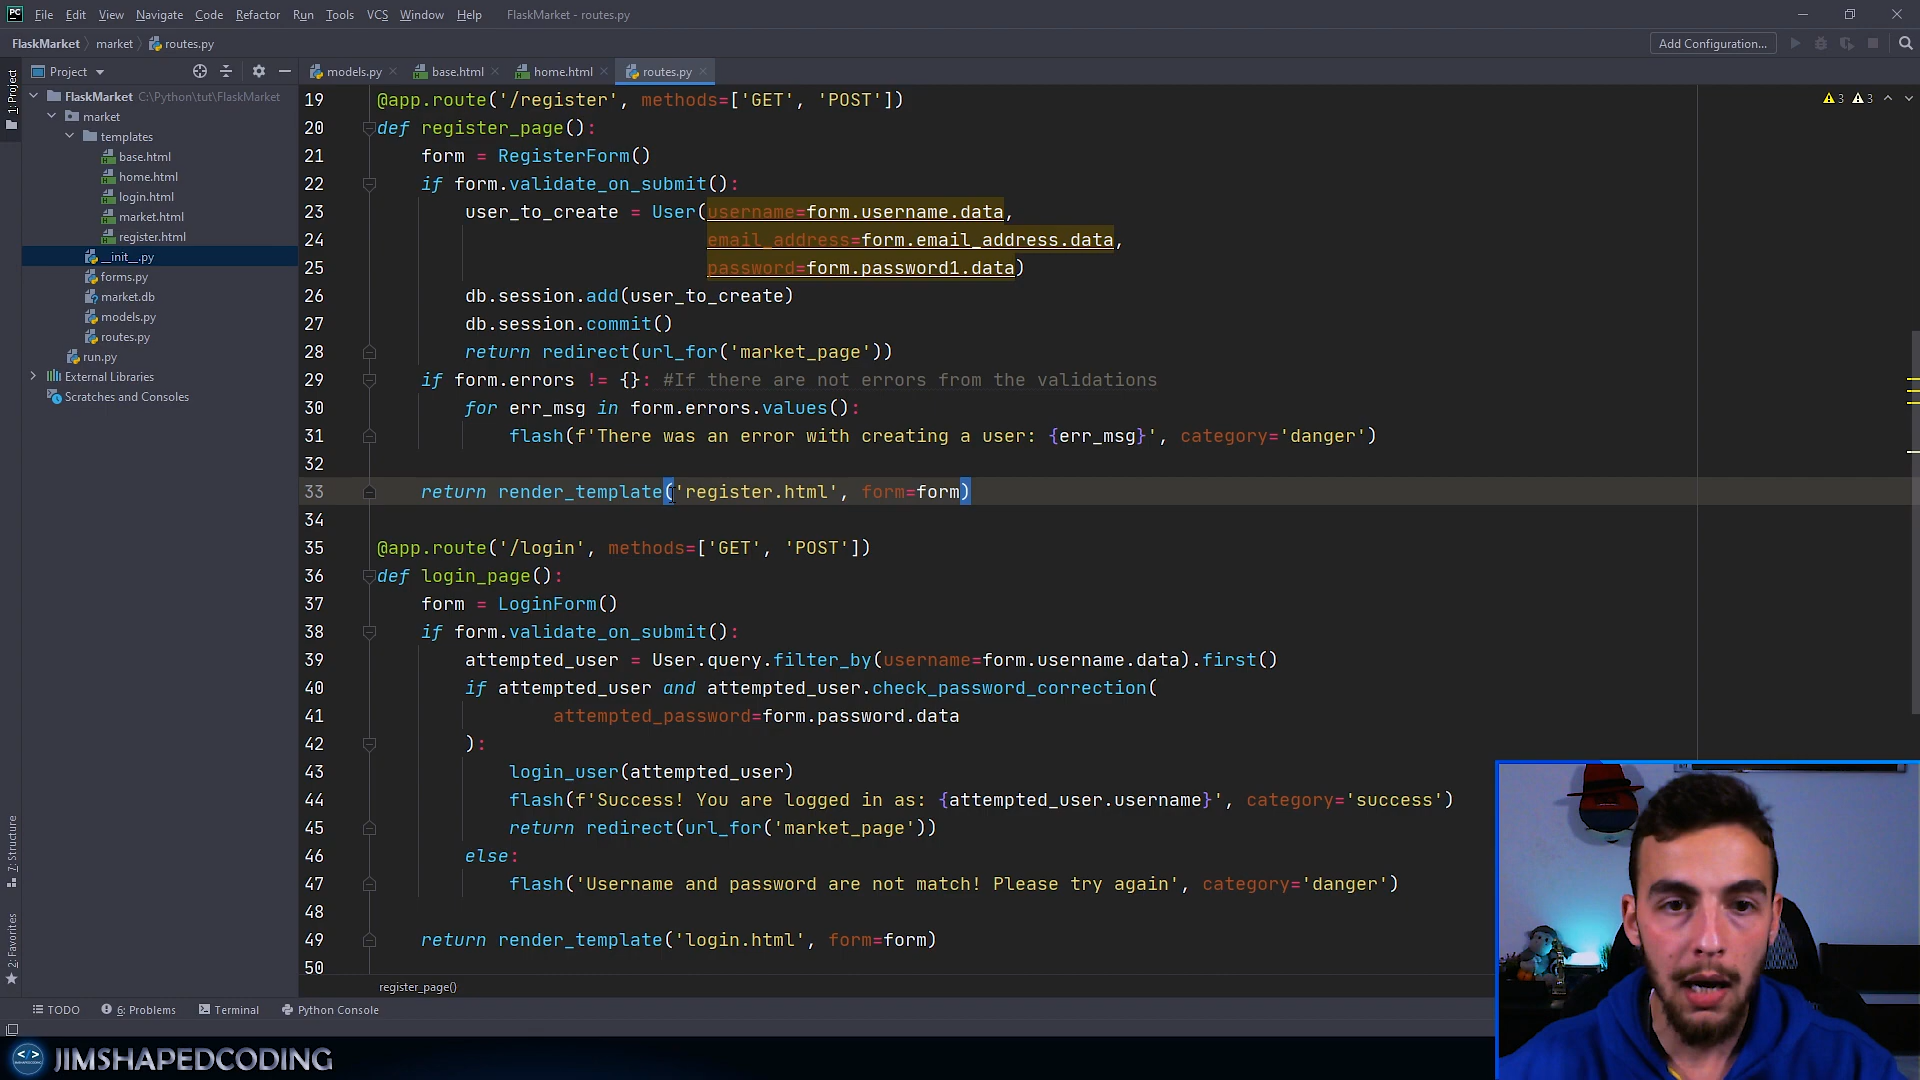 File Edit View Navigate Code Refactor Run Tools VCS Window Help FlaskMarket - routes.py
FlaskMarket market routes.py Add Configuration...
Project models.py base.html home.html routes.py
1: Project
FlaskMarket C:\Python\tut\FlaskMarket
market
templates
base.html
home.html
login.html
market.html
register.html
__init__.py
forms.py
market.db
models.py
routes.py
run.py
External Libraries
Scratches and Consoles
7: Structure
2: Favorites
3 3
19 @app.route('/register', methods=['GET', 'POST'])
20 def register_page():
21 form = RegisterForm()
22 if form.validate_on_submit():
23 user_to_create = User(username=form.username.data,
24 email_address=form.email_address.data,
25 password=form.password1.data)
26 db.session.add(user_to_create)
27 db.session.commit()
28 return redirect(url_for('market_page'))
29 if form.errors != {}: #If there are not errors from the validations
30 for err_msg in form.errors.values():
31 flash(f'There was an error with creating a user: {err_msg}', category='danger')
32
33 return render_template('register.html', form=form)
34
35 @app.route('/login', methods=['GET', 'POST'])
36 def login_page():
37 form = LoginForm()
38 if form.validate_on_submit():
39 attempted_user = User.query.filter_by(username=form.username.data).first()
40 if attempted_user and attempted_user.check_password_correction(
41 attempted_password=form.password.data
42 ):
43 login_user(attempted_user)
44 flash(f'Success! You are logged in as: {attempted_user.username}', category='success')
45 return redirect(url_for('market_page'))
46 else:
47 flash('Username and password are not match! Please try again', category='danger')
48
49 return render_template('login.html', form=form)
50
register_page()
TODO 6: Problems Terminal Python Console
JIMSHAPEDCODING